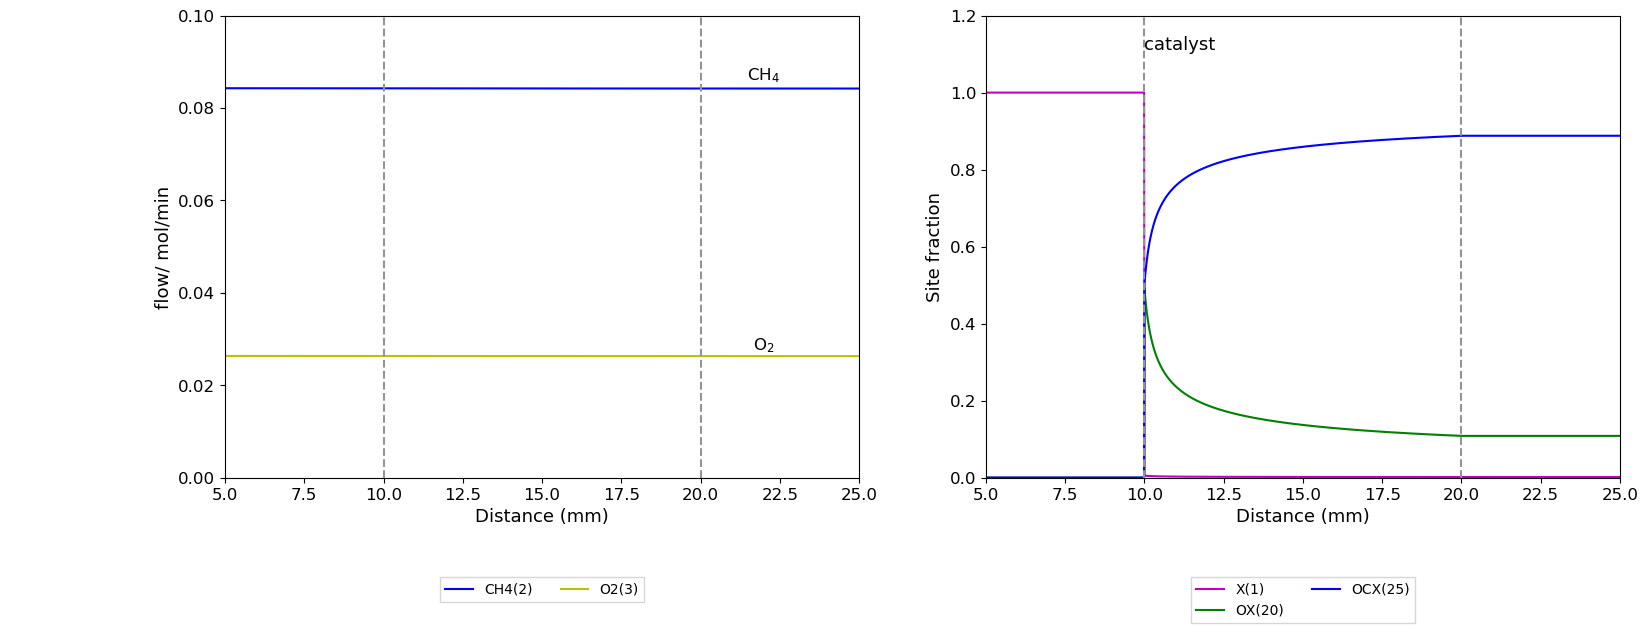 0.10
0.08
0.06
0.04
0.02
0.00
flow/ mol/min
CH₄
O₂
5.0 7.5 10.0 12.5 15.0 17.5 20.0 22.5 25.0
Distance (mm)
CH4(2) O2(3)
1.2
1.0
0.8
0.6
0.4
0.2
0.0
Site fraction
catalyst
5.0 7.5 10.0 12.5 15.0 17.5 20.0 22.5 25.0
Distance (mm)
X(1) OCX(25)
OX(20)